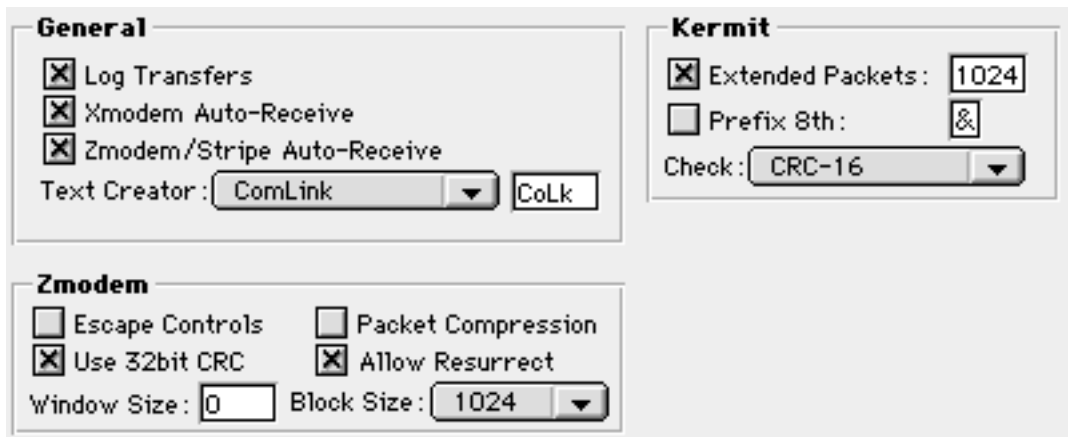 General
Log Transfers
Xmodem Auto-Receive
Zmodem/Stripe Auto-Receive
Text Creator: ComLink CoLk
Kermit
Extended Packets: 1024
Prefix 8th: &
Check: CRC-16
Zmodem
Escape Controls Packet Compression
Use 32bit CRC Allow Resurrect
Window Size: 0 Block Size: 1024